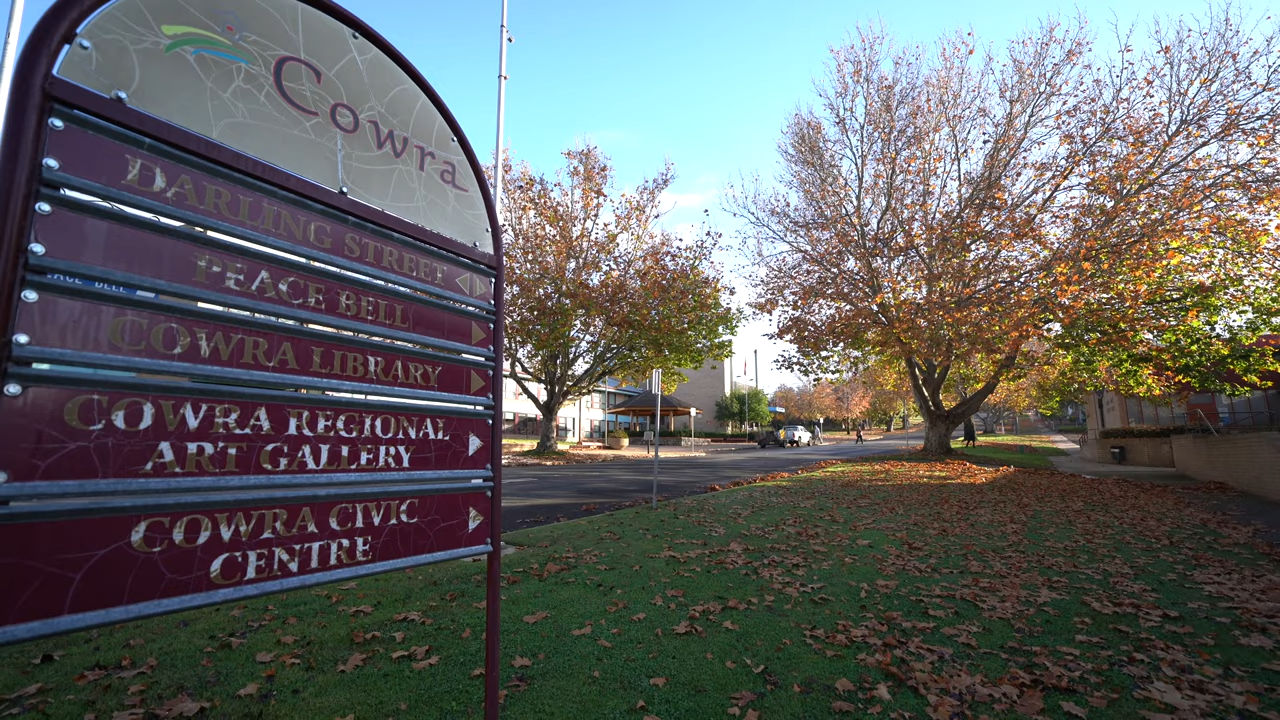 Cowra
DARLING STREET
PEACE BELL
COWRA LIBRARY
COWRA REGIONAL
ART GALLERY
COWRA CIVIC
CENTRE